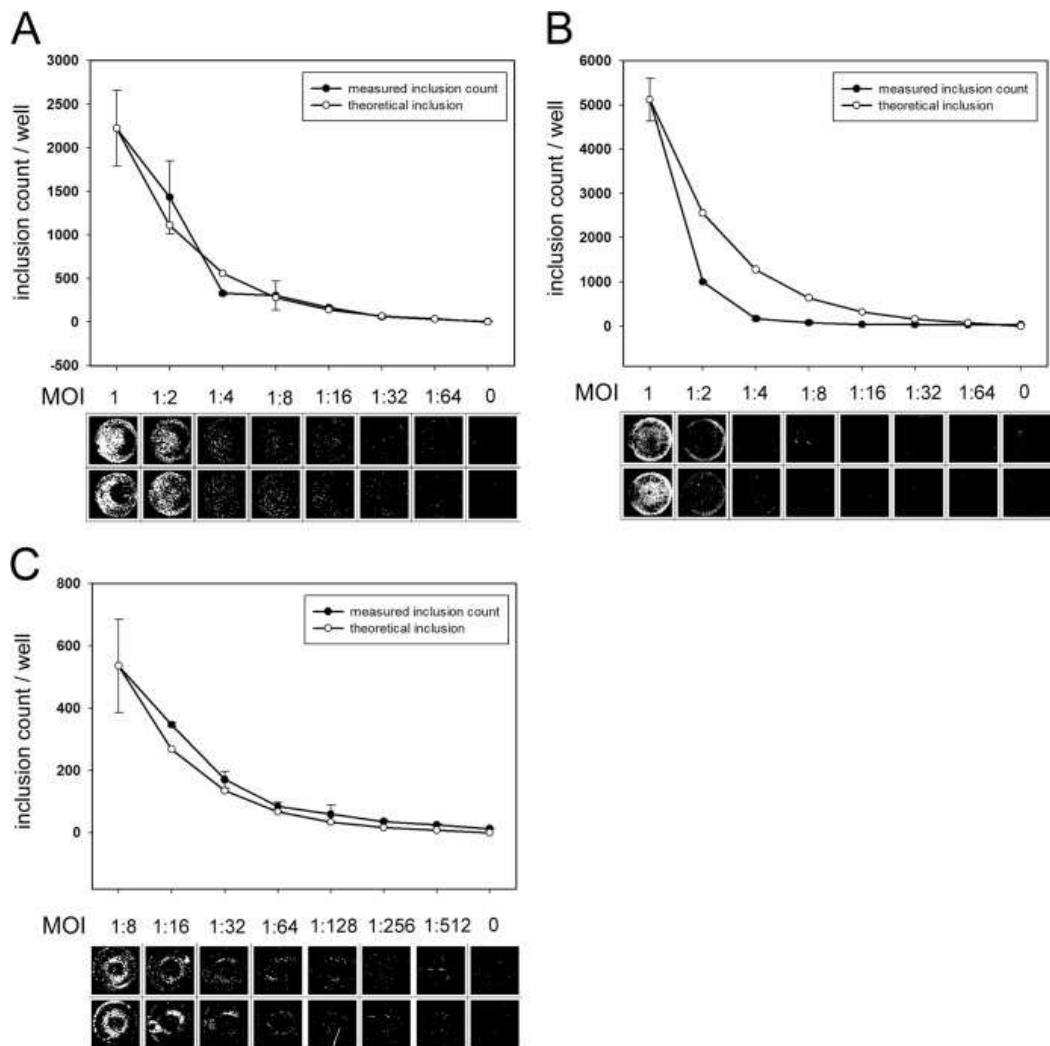 A
3000
2500
2000
1500
1000
500
0
-500
inclusion count / well
measured inclusion count
theoretical inclusion
MOI 1 1:2 1:4 1:8 1:16 1:32 1:64 0
B
6000
5000
4000
3000
2000
1000
0
inclusion count / well
measured inclusion count
theoretical inclusion
MOI 1 1:2 1:4 1:8 1:16 1:32 1:64 0
C
800
600
400
200
0
inclusion count / well
measured inclusion count
theoretical inclusion
MOI 1:8 1:16 1:32 1:64 1:128 1:256 1:512 0